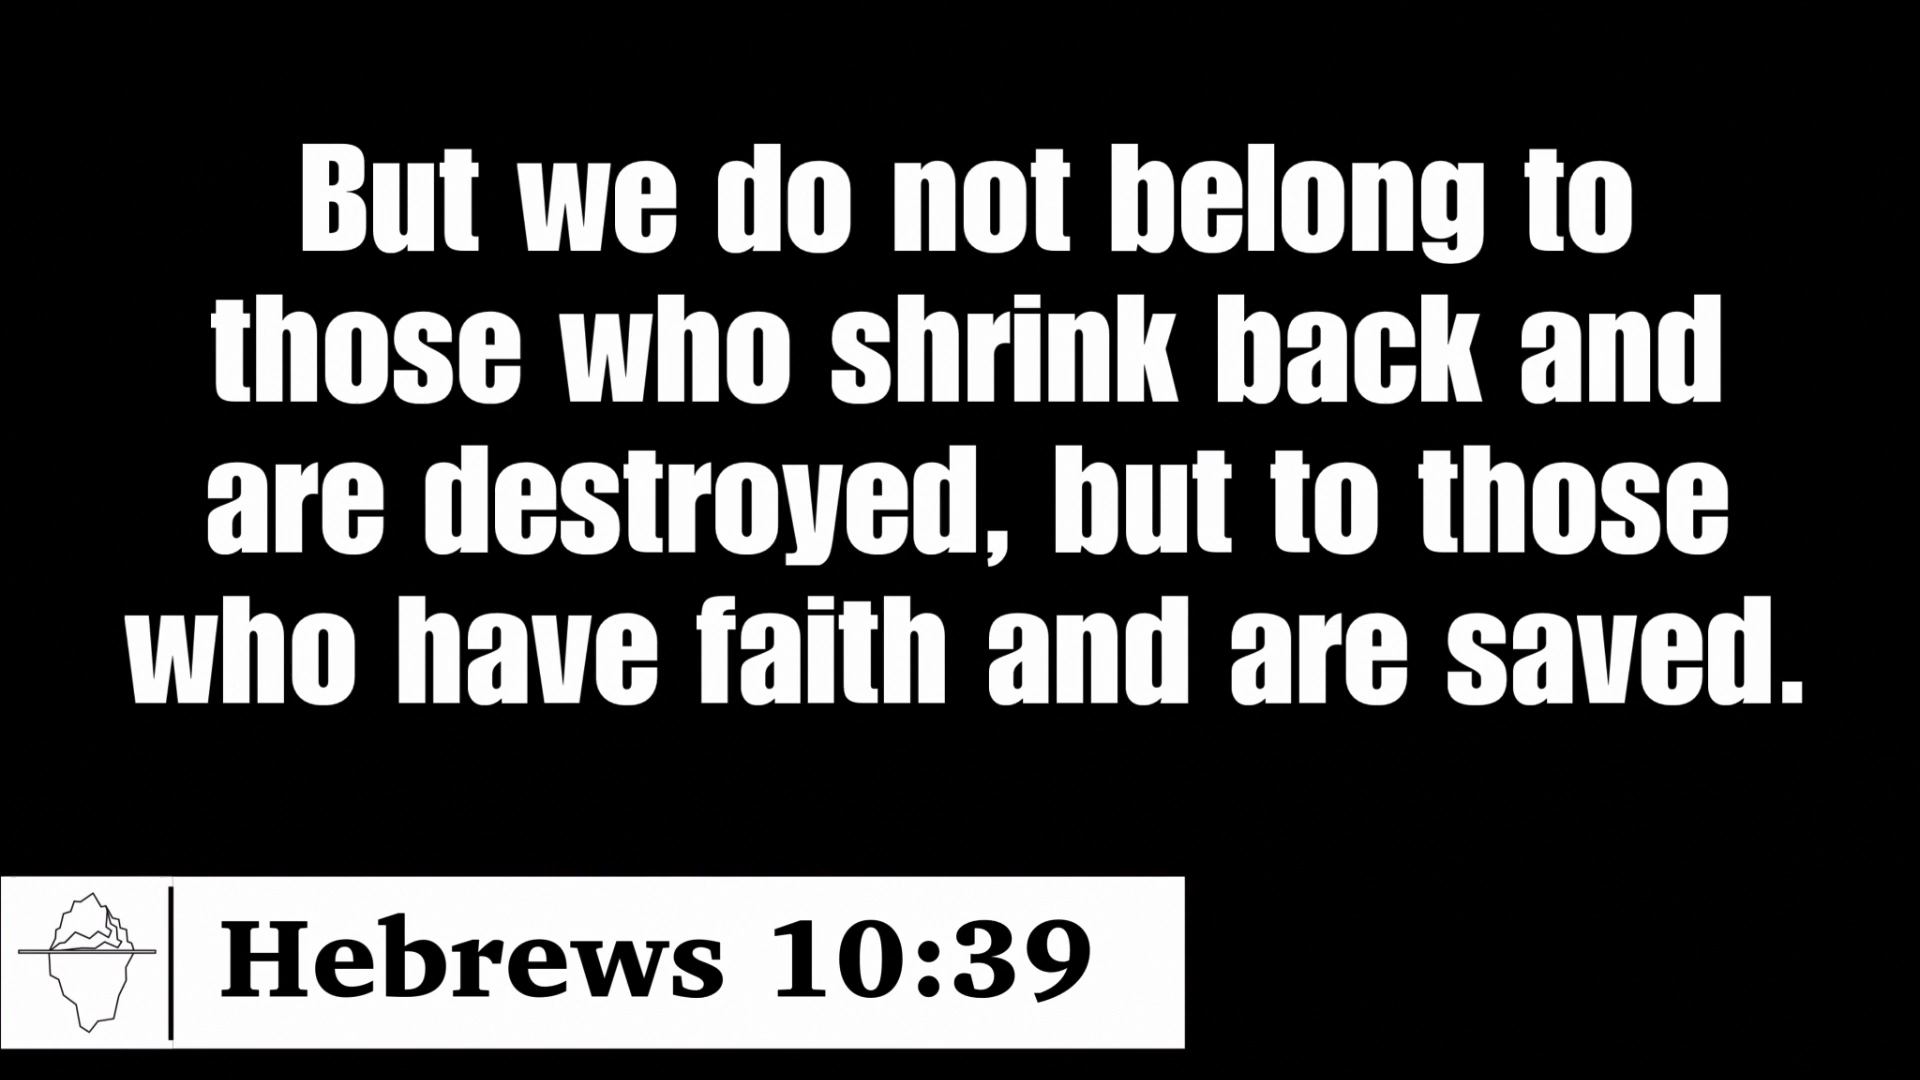 But we do not belong to
those who shrink back and
are destroyed, but to those
who have faith and are saved.
Hebrews 10:39